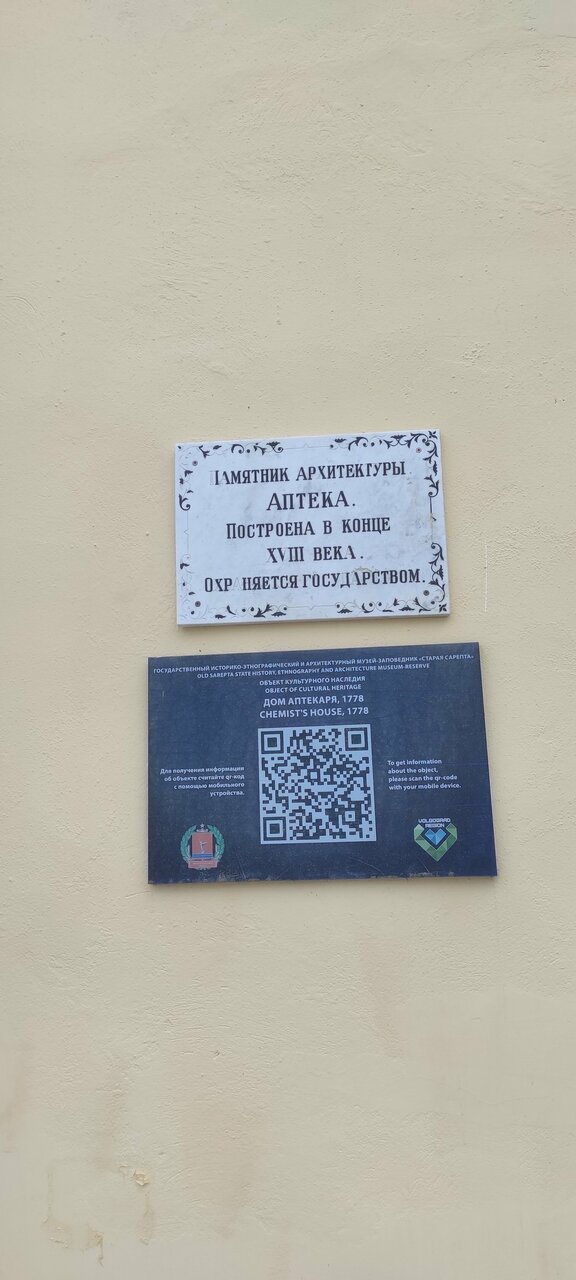 ПАМЯТНИК АРХИТЕКТУРЫ
АПТЕКА.
ПОСТРОЕНА В КОНЦЕ
XVIII ВЕКА.
ОХРАНЯЕТСЯ ГОСУДАРСТВОМ.
ГОСУДАРСТВЕННЫЙ ИСТОРИКО-ЭТНОГРАФИЧЕСКИЙ И АРХИТЕКТУРНЫЙ МУЗЕЙ-ЗАПОВЕДНИК «СТАРАЯ САРЕПТА»
OLD SAREPTA STATE HISTORY, ETHNOGRAPHY AND ARCHITECTURE MUSEUM-RESERVE
ОБЪЕКТ КУЛЬТУРНОГО НАСЛЕДИЯ
OBJECT OF CULTURAL HERITAGE
ДОМ АПТЕКАРЯ, 1778
CHEMIST'S HOUSE, 1778
Для получения информации
об объекте считайте qr-код
с помощью мобильного
устройства.
To get information
about the object,
please scan the qr-code
with your mobile device.
VOLGOGRAD
REGION